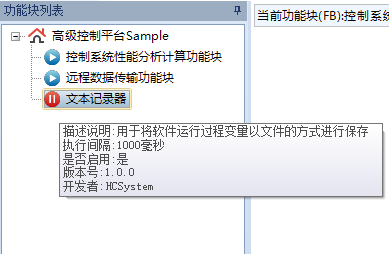 功能块列表
当前功能块(FB):控制系统
高级控制平台Sample
控制系统性能分析计算功能块
远程数据传输功能块
文本记录器
描述说明:用于将软件运行过程变量以文件的方式进行保存
执行间隔:1000毫秒
是否启用:是
版本号:1.0.0
开发者:HCSystem